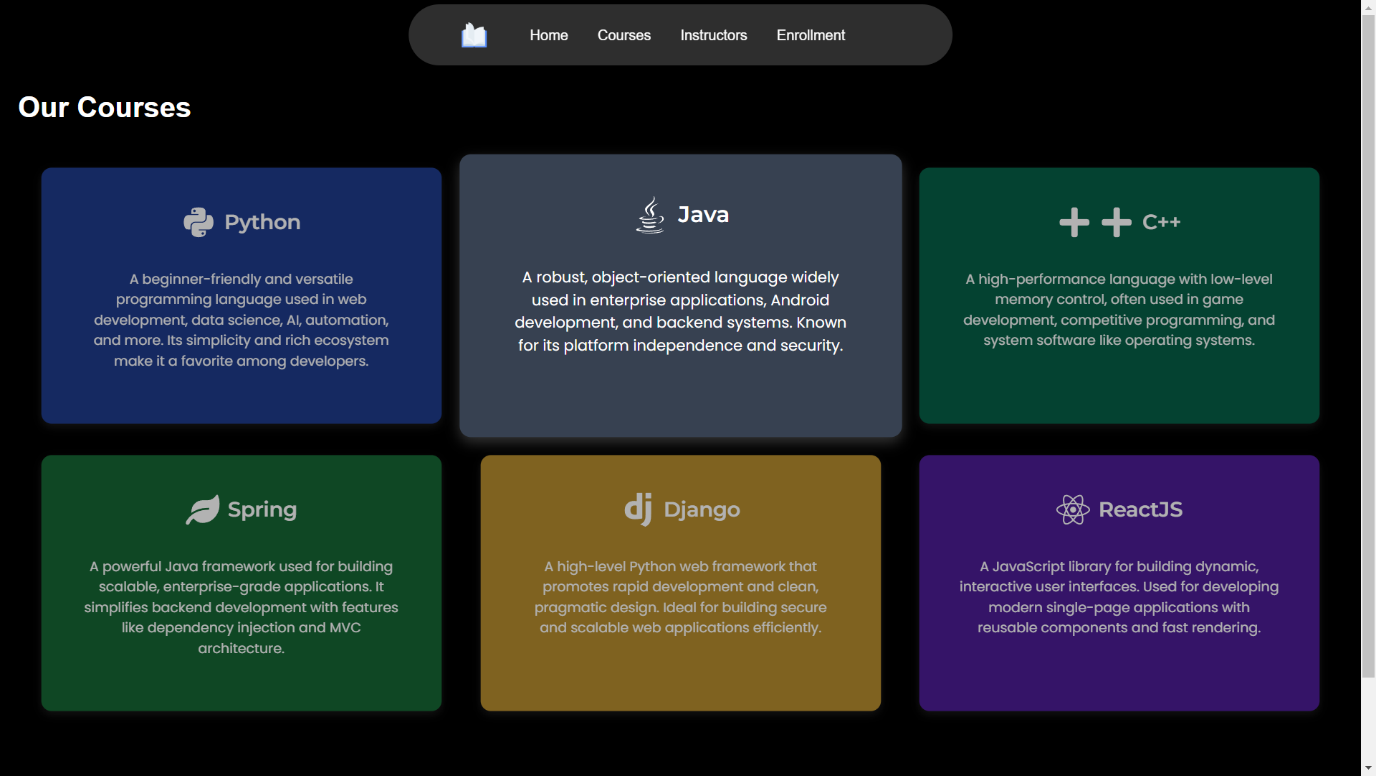 Home Courses Instructors Enrollment
Our Courses
Python
A beginner-friendly and versatile
programming language used in web
development, data science, AI, automation,
and more. Its simplicity and rich ecosystem
make it a favorite among developers.
Java
A robust, object-oriented language widely
used in enterprise applications, Android
development, and backend systems. Known
for its platform independence and security.
C++
A high-performance language with low-level
memory control, often used in game
development, competitive programming, and
system software like operating systems.
Spring
A powerful Java framework used for building
scalable, enterprise-grade applications. It
simplifies backend development with features
like dependency injection and MVC
architecture.
dj Django
A high-level Python web framework that
promotes rapid development and clean,
pragmatic design. Ideal for building secure
and scalable web applications efficiently.
ReactJS
A JavaScript library for building dynamic,
interactive user interfaces. Used for developing
modern single-page applications with
reusable components and fast rendering.